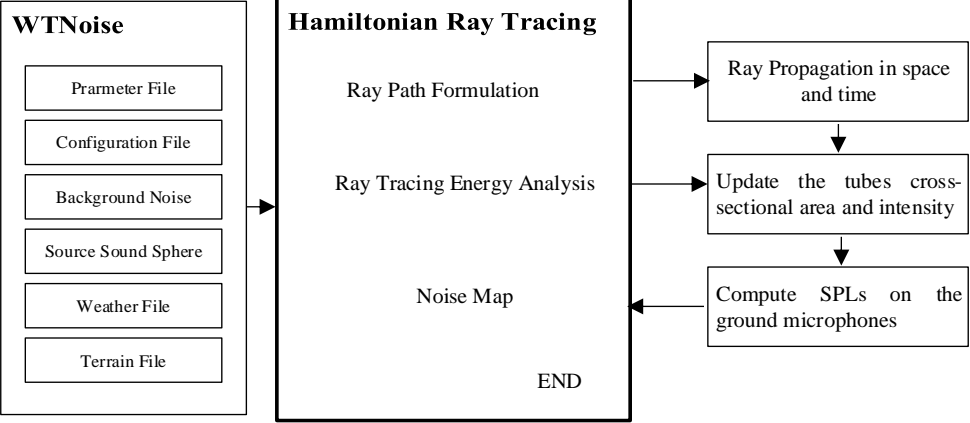 WTNoise
Prarmeter File
Configuration File
Background Noise
Source Sound Sphere
Weather File
Terrain File
Hamiltonian Ray Tracing
Ray Path Formulation
Ray Tracing Energy Analysis
Noise Map
END
Ray Propagation in space
and time
Update the tubes cross-
sectional area and intensity
Compute SPLs on the
ground microphones